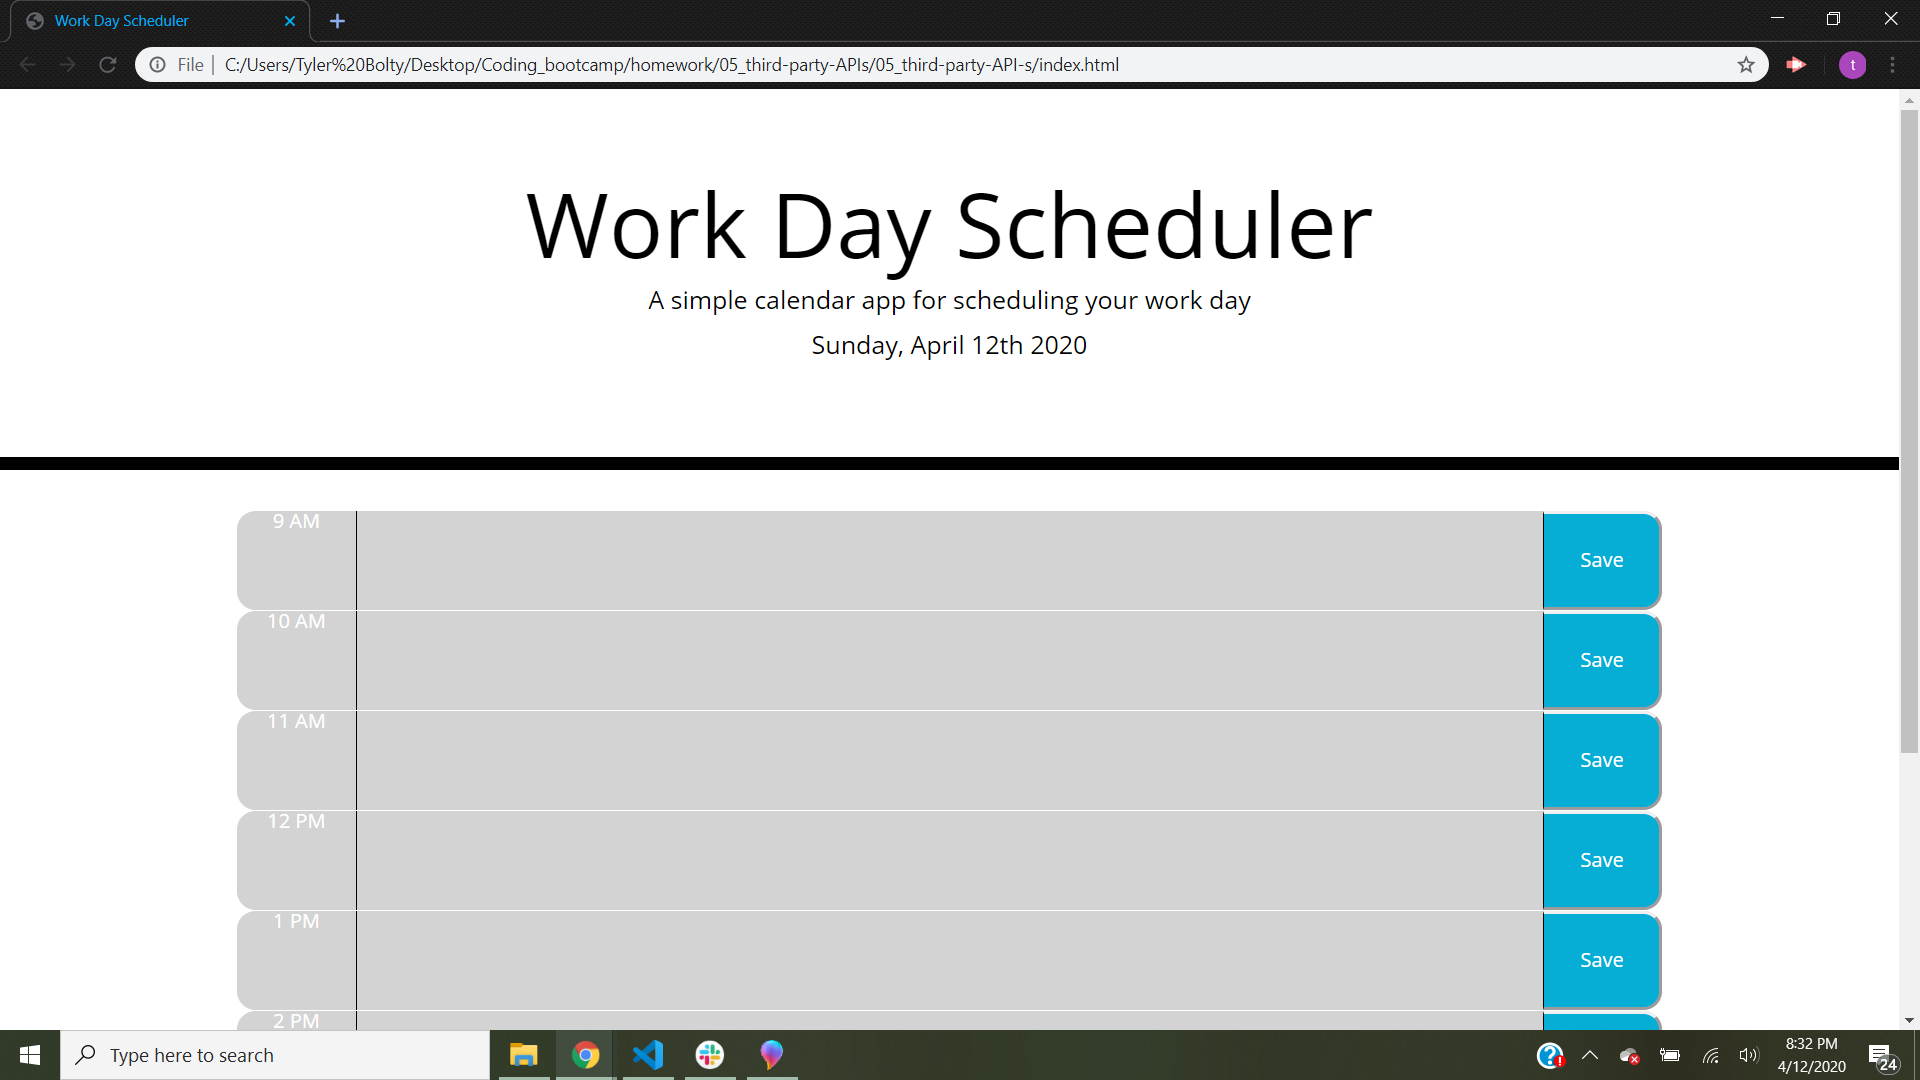 Work Day Scheduler
File | C:/Users/Tyler%20Bolty/Desktop/Coding_bootcamp/homework/05_third-party-APIs/05_third-party-API-s/index.html
t
Work Day Scheduler
A simple calendar app for scheduling your work day
Sunday, April 12th 2020
9 AM
Save
10 AM
Save
11 AM
Save
12 PM
Save
1 PM
Save
2 PM
Type here to search
8:32 PM
4/12/2020
24